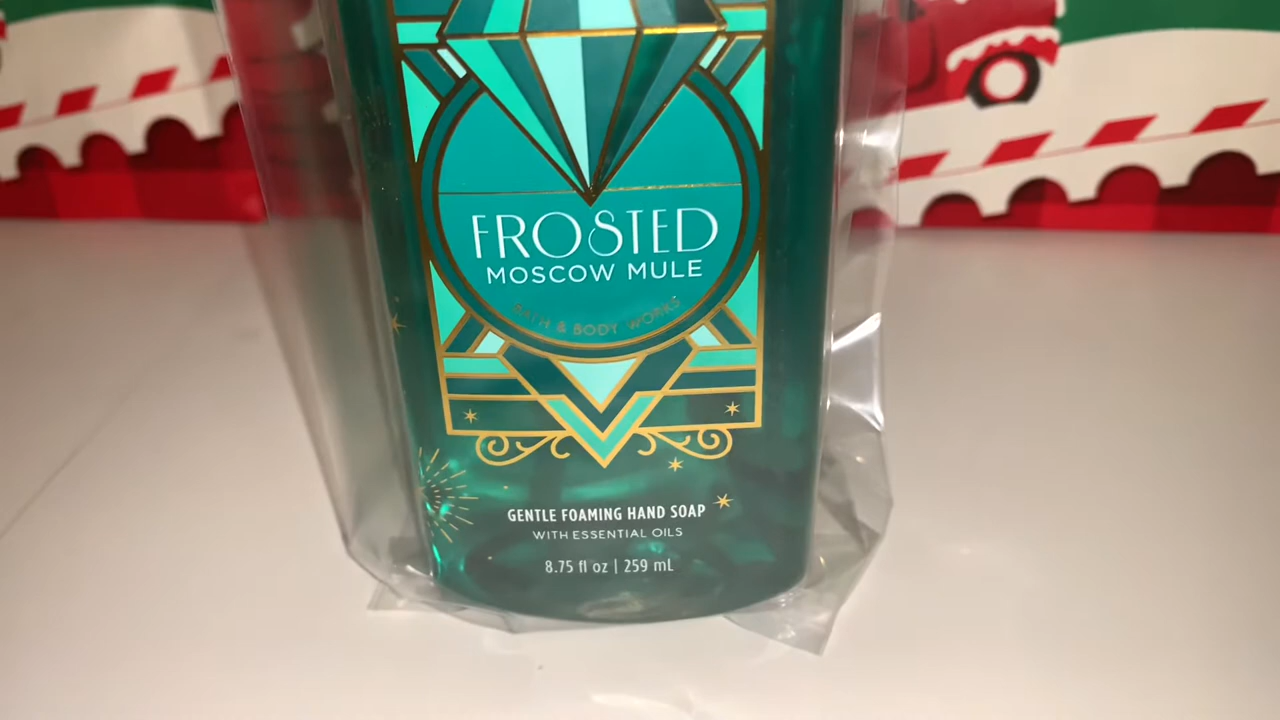 FROSTED
MOSCOW MULE
BATH & BODY WORKS
GENTLE FOAMING HAND SOAP
WITH ESSENTIAL OILS
8.75 fl oz | 259 mL